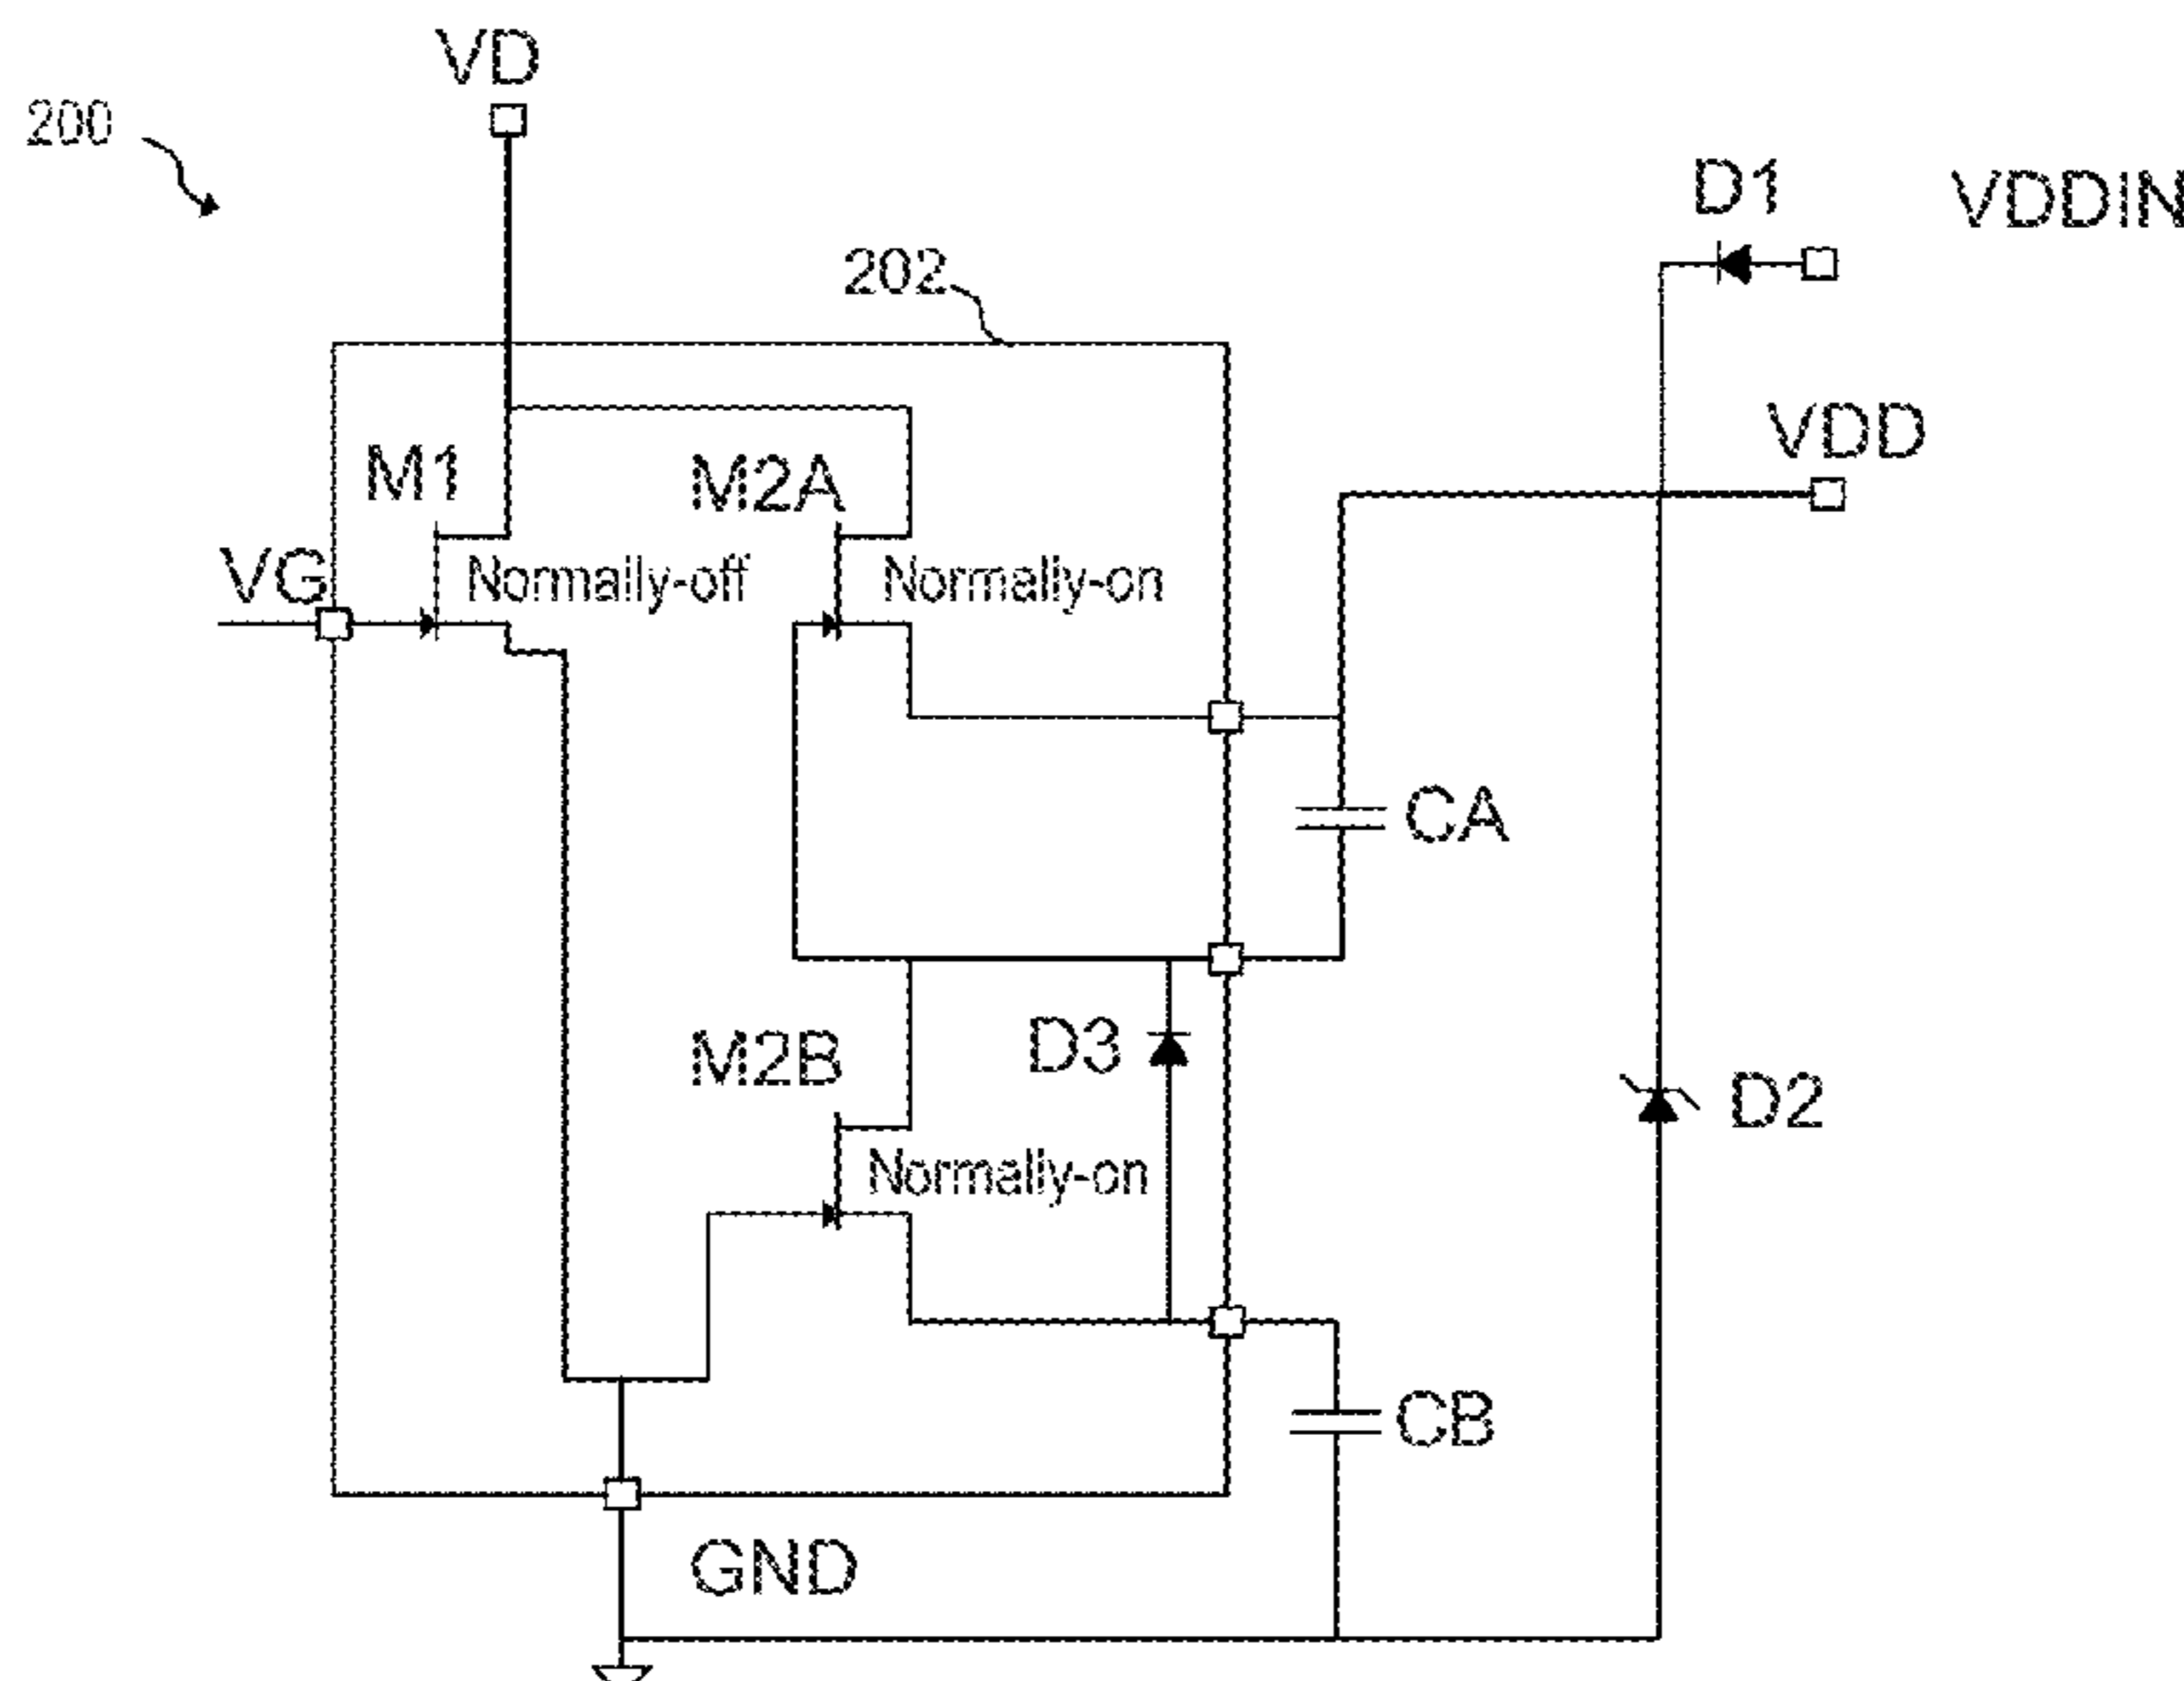 VD
200
D1
VDDIN
202
VDD
M1
M2A
VG
Normally-off
Normally-on
CA
M2B
D3
D2
Normally-on
CB
GND